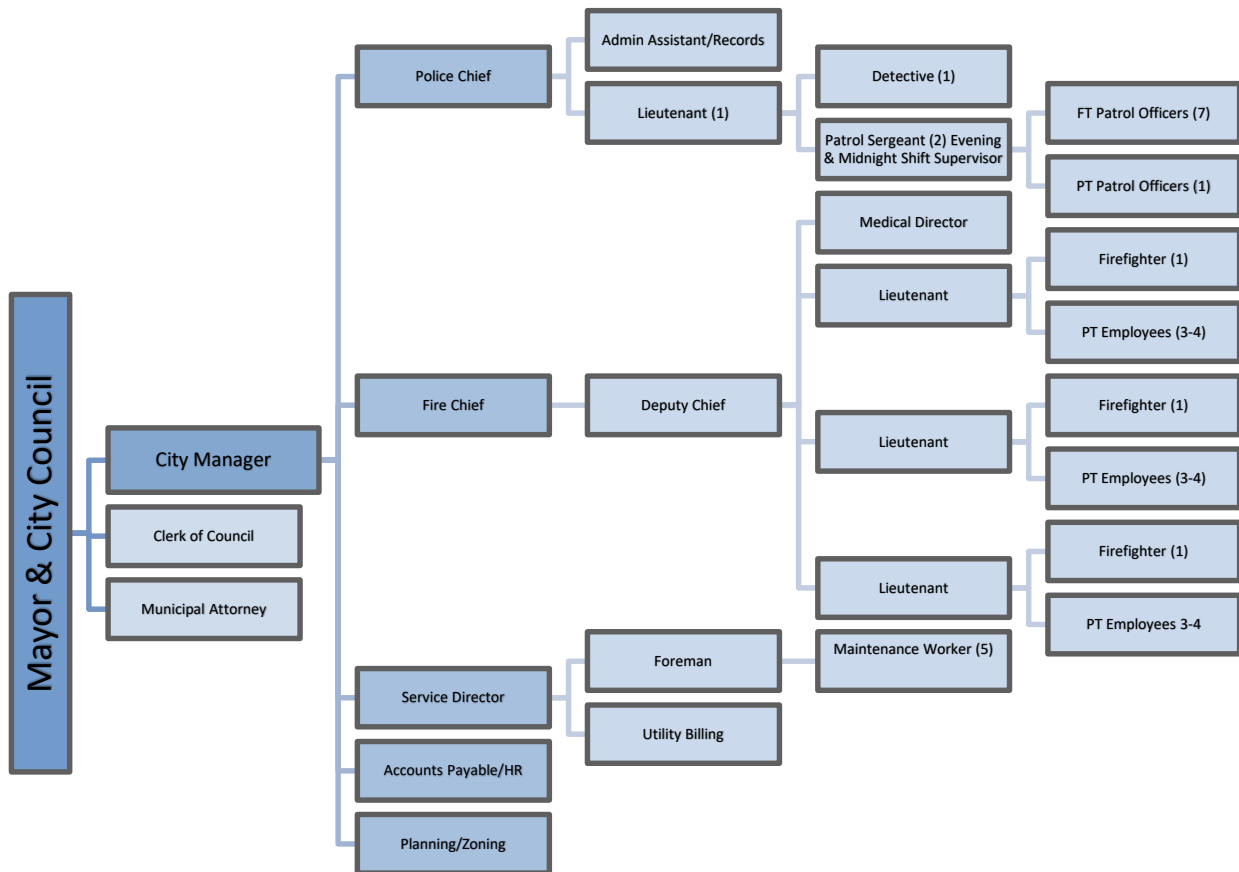 Mayor & City Council
City Manager
Clerk of Council
Municipal Attorney
Police Chief
Admin Assistant/Records
Lieutenant (1)
Detective (1)
Patrol Sergeant (2) Evening
& Midnight Shift Supervisor
FT Patrol Officers (7)
PT Patrol Officers (1)
Fire Chief
Deputy Chief
Medical Director
Lieutenant
Firefighter (1)
PT Employees (3-4)
Lieutenant
Firefighter (1)
PT Employees (3-4)
Lieutenant
Firefighter (1)
PT Employees 3-4
Service Director
Foreman
Maintenance Worker (5)
Utility Billing
Accounts Payable/HR
Planning/Zoning